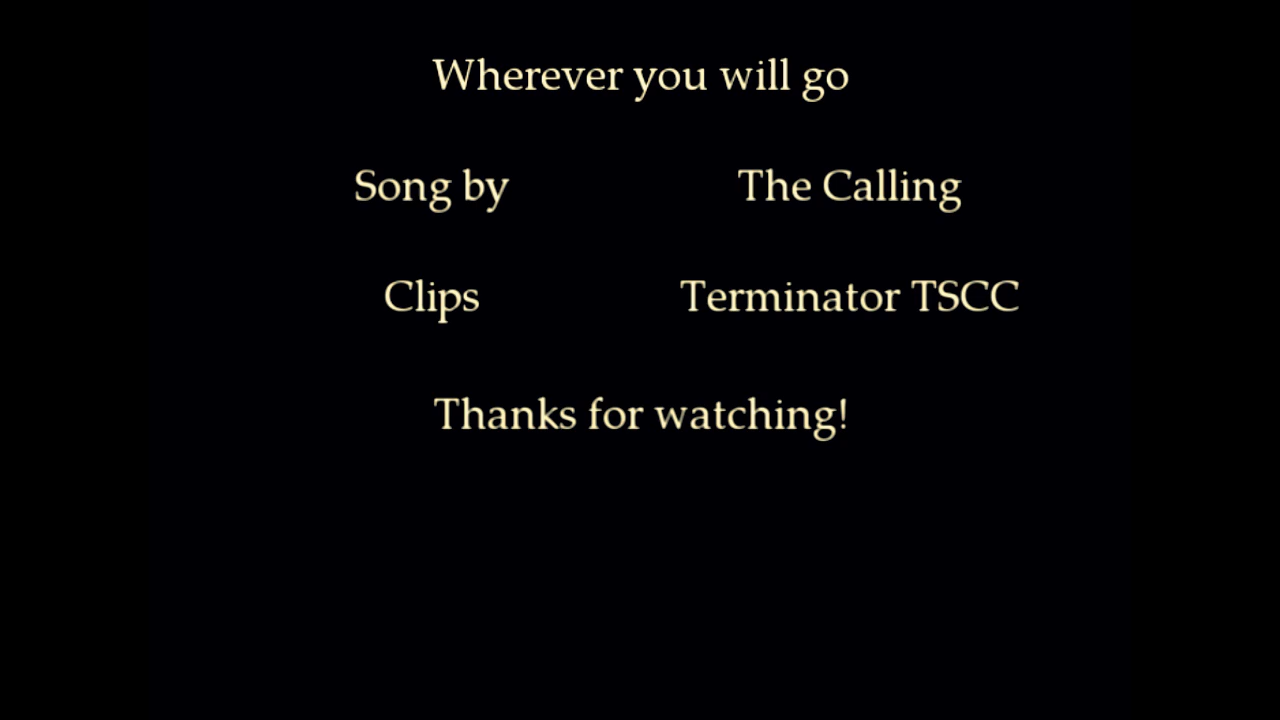 Wherever you will go
Song by The Calling
Clips Terminator TSCC
Thanks for watching!